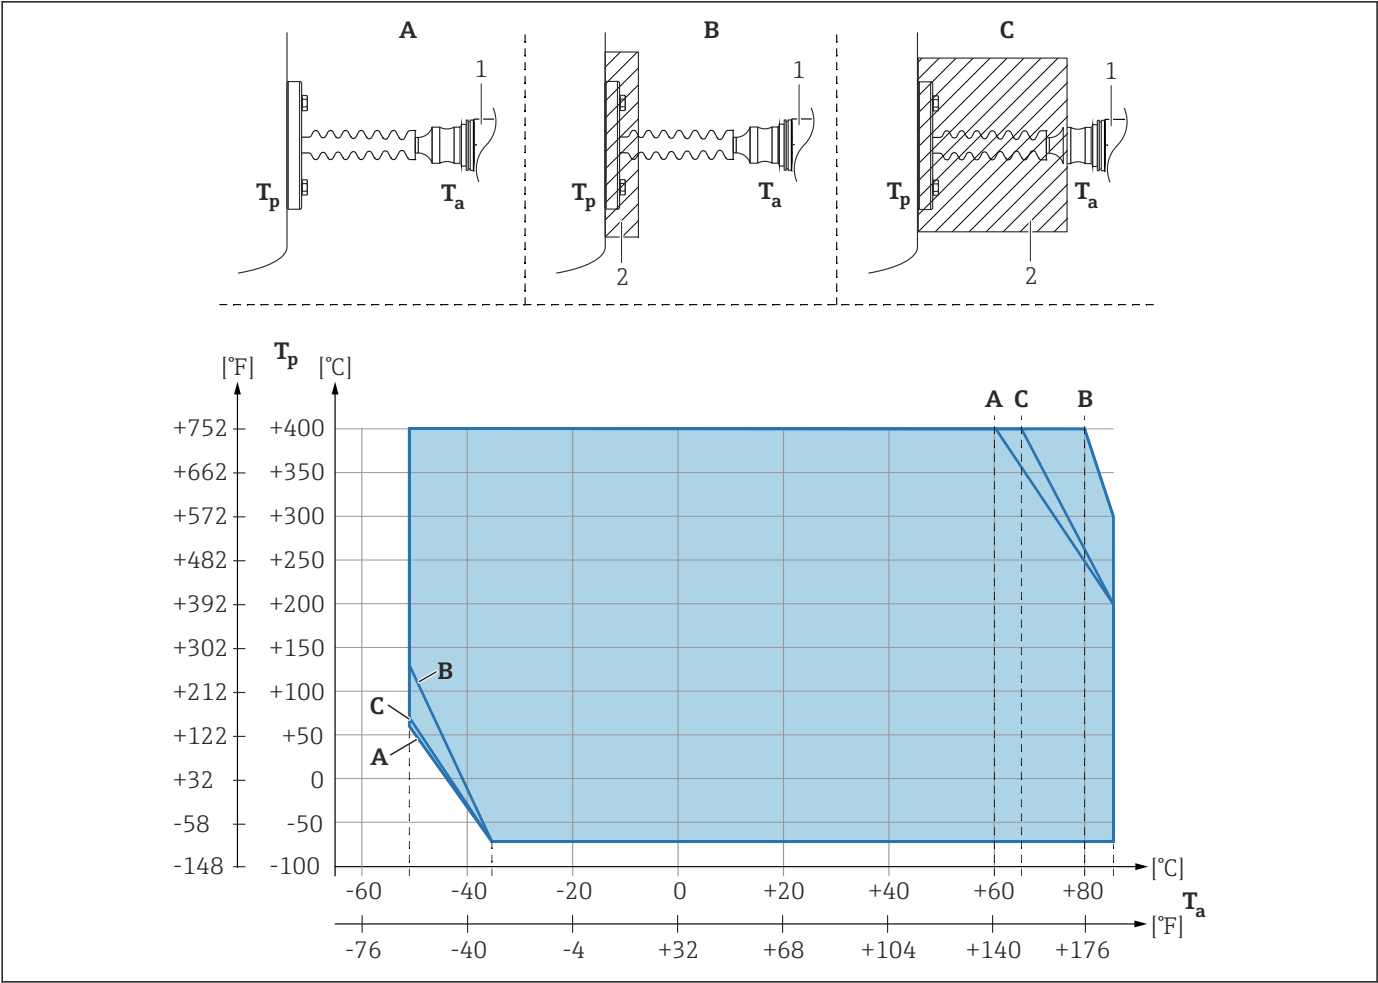 A B C
1 1 1
Tp Ta Tp Ta Tp Ta
2 2
Tp
[°F] [°C]
A C B
+752 +400
+662 +350
+572 +300
+482 +250
+392 +200
+302 +150
B
+212 +100
C
+122 +50
A
+32 0
-58 -50
-148 -100
[°C]
-60 -40 -20 0 +20 +40 +60 +80
Ta
[°F]
-76 -40 -4 +32 +68 +104 +140 +176